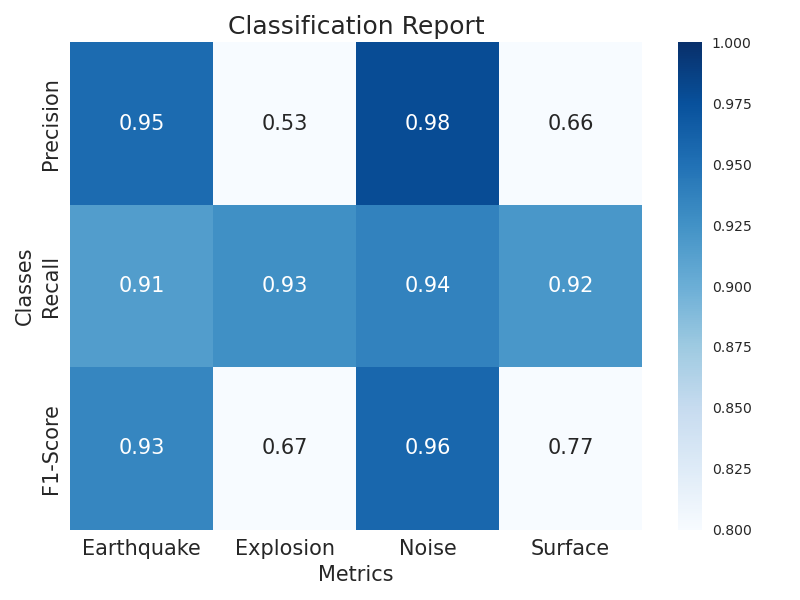 Classification Report
Precision
0.95 0.53 0.98 0.66
Classes
Recall
0.91 0.93 0.94 0.92
F1-Score
0.93 0.67 0.96 0.77
Earthquake Explosion Noise Surface
Metrics
1.000
0.975
0.950
0.925
0.900
0.875
0.850
0.825
0.800